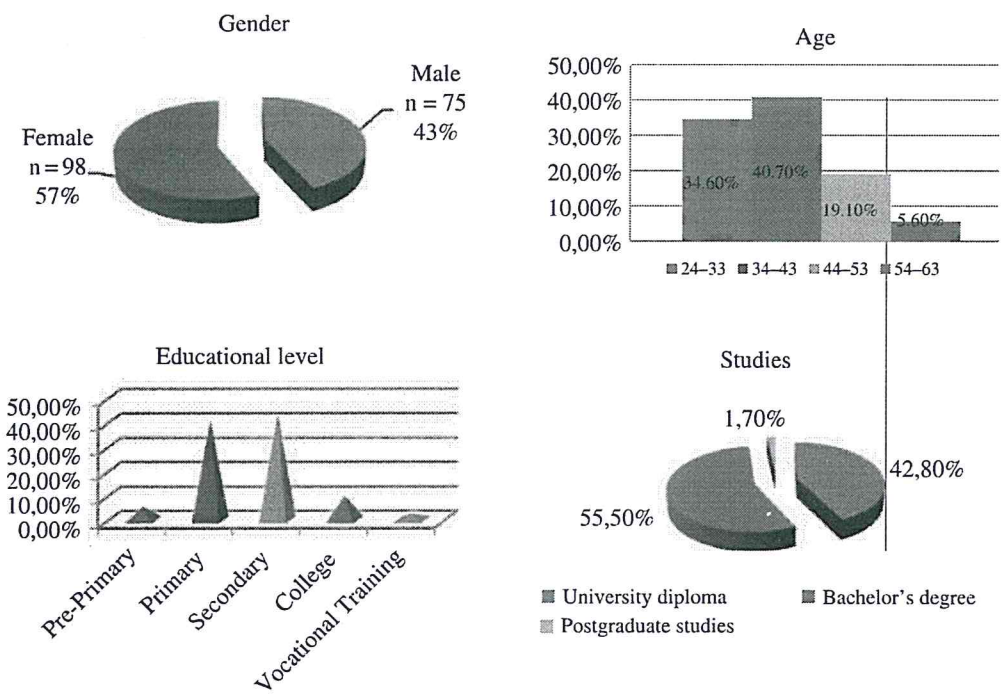 Gender
Male
n = 75
43%
Female
n = 98
57%
Age
50,00%
40,00%
30,00%
20,00%
10,00%
0,00%
34.60%
40.70%
19.10%
5.60%
24–33 34–43 44–53 54–63
Educational level
50,00%
40,00%
30,00%
20,00%
10,00%
0,00%
Pre-Primary
Primary
Secondary
College
Vocational Training
Studies
1,70%
42,80%
55,50%
University diploma Bachelor's degree
Postgraduate studies